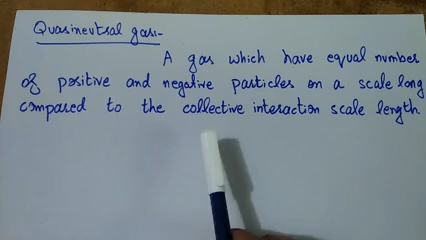 Quasineutral gas:-
A gas which have equal number
of positive and negative particles on a scale long
compared to the collective interaction scale length.